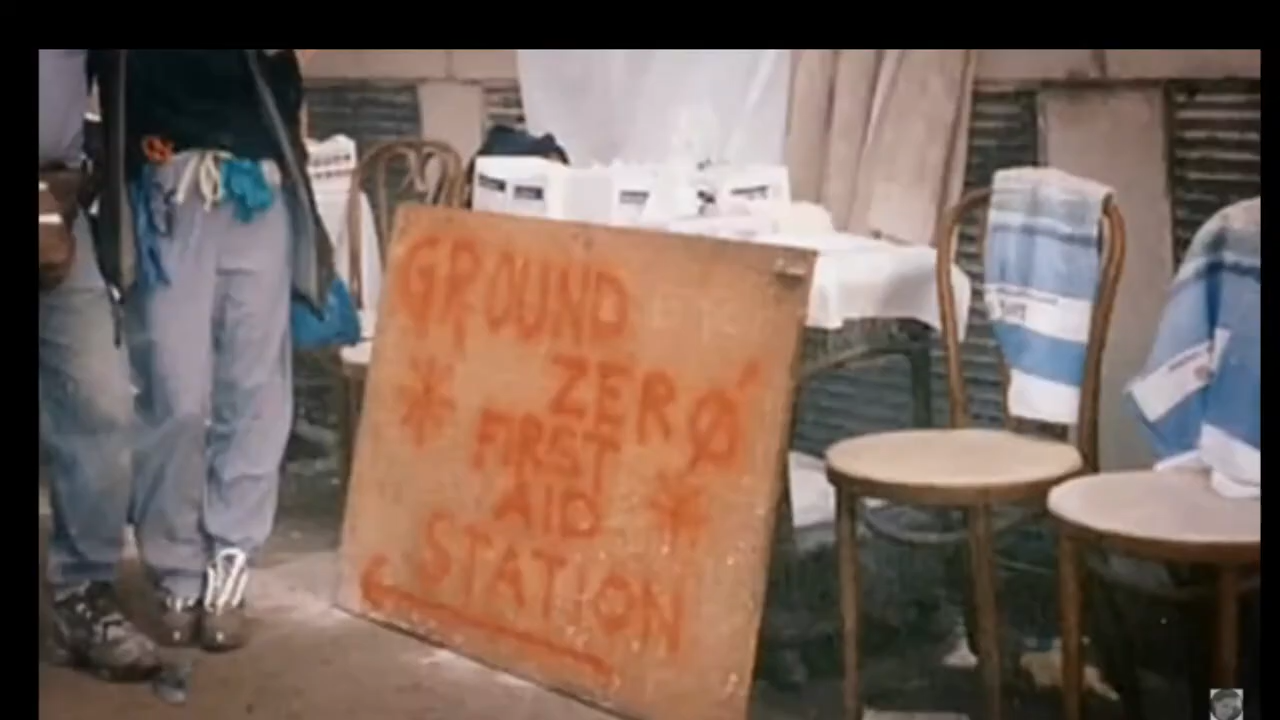 GROUND
ZERØ
* FIRST
AID *
STATION